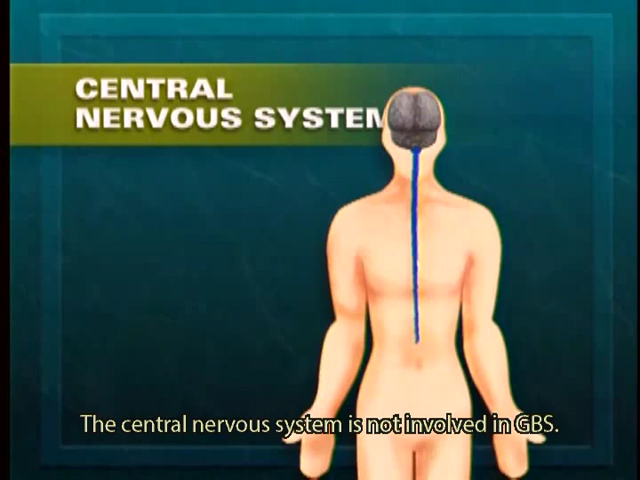 CENTRAL
NERVOUS SYSTEM
The central nervous system is not involved in GBS.